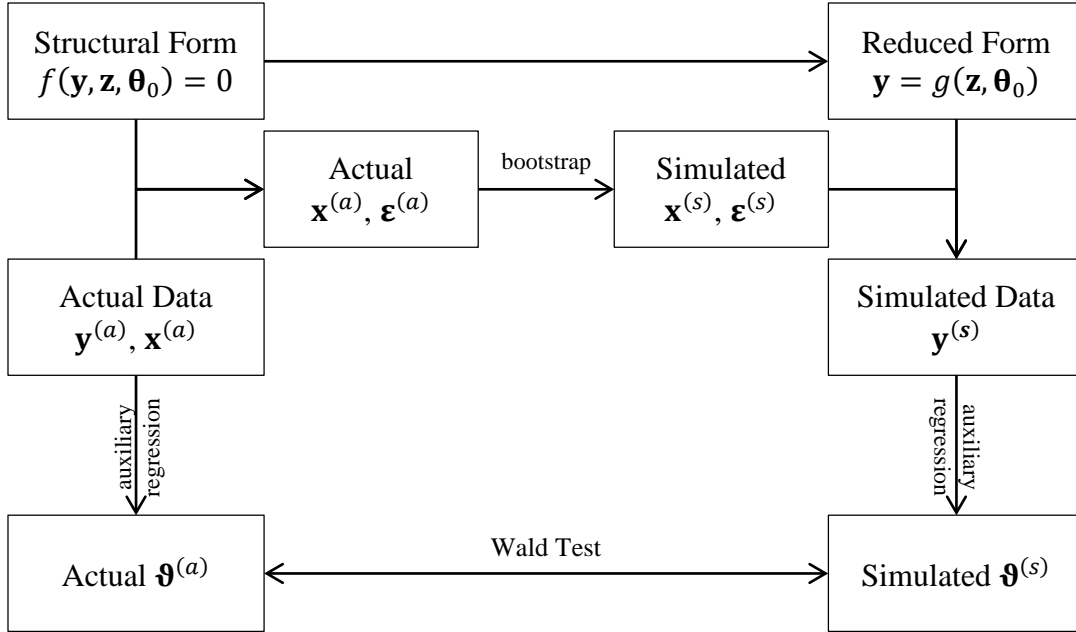 Structural Form
f(𝐲, 𝐳, 𝛉₀) = 0
Reduced Form
𝐲 = g(𝐳, 𝛉₀)
Actual
𝐱⁽ᵃ⁾, 𝛆⁽ᵃ⁾
bootstrap
Simulated
𝐱⁽ˢ⁾, 𝛆⁽ˢ⁾
Actual Data
𝐲⁽ᵃ⁾, 𝐱⁽ᵃ⁾
Simulated Data
𝐲⁽ˢ⁾
auxiliary
regression
auxiliary
regression
Actual 𝛝⁽ᵃ⁾
Wald Test
Simulated 𝛝⁽ˢ⁾